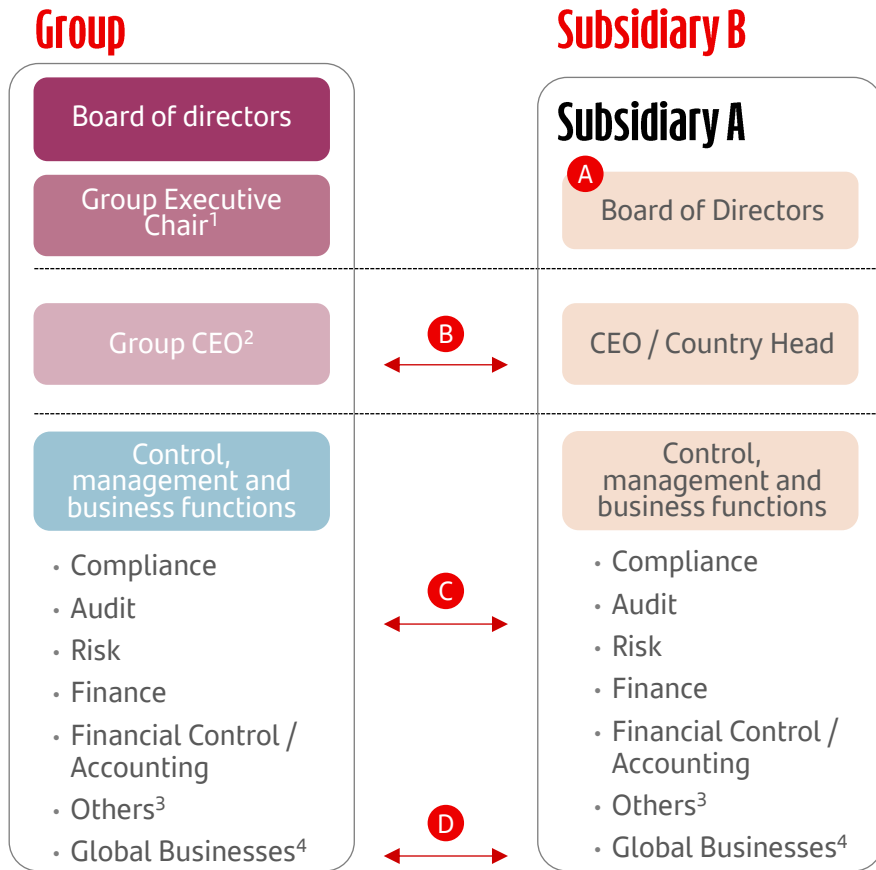 Group
Board of directors
Group Executive
Chair¹
Group CEO²
Control,
management and
business functions
· Compliance
· Audit
· Risk
· Finance
· Financial Control /
Accounting
· Others³
· Global Businesses⁴
B
C
D
Subsidiary B
Subsidiary A
A
Board of Directors
CEO / Country Head
Control,
management and
business functions
· Compliance
· Audit
· Risk
· Finance
· Financial Control /
Accounting
· Others³
· Global Businesses⁴